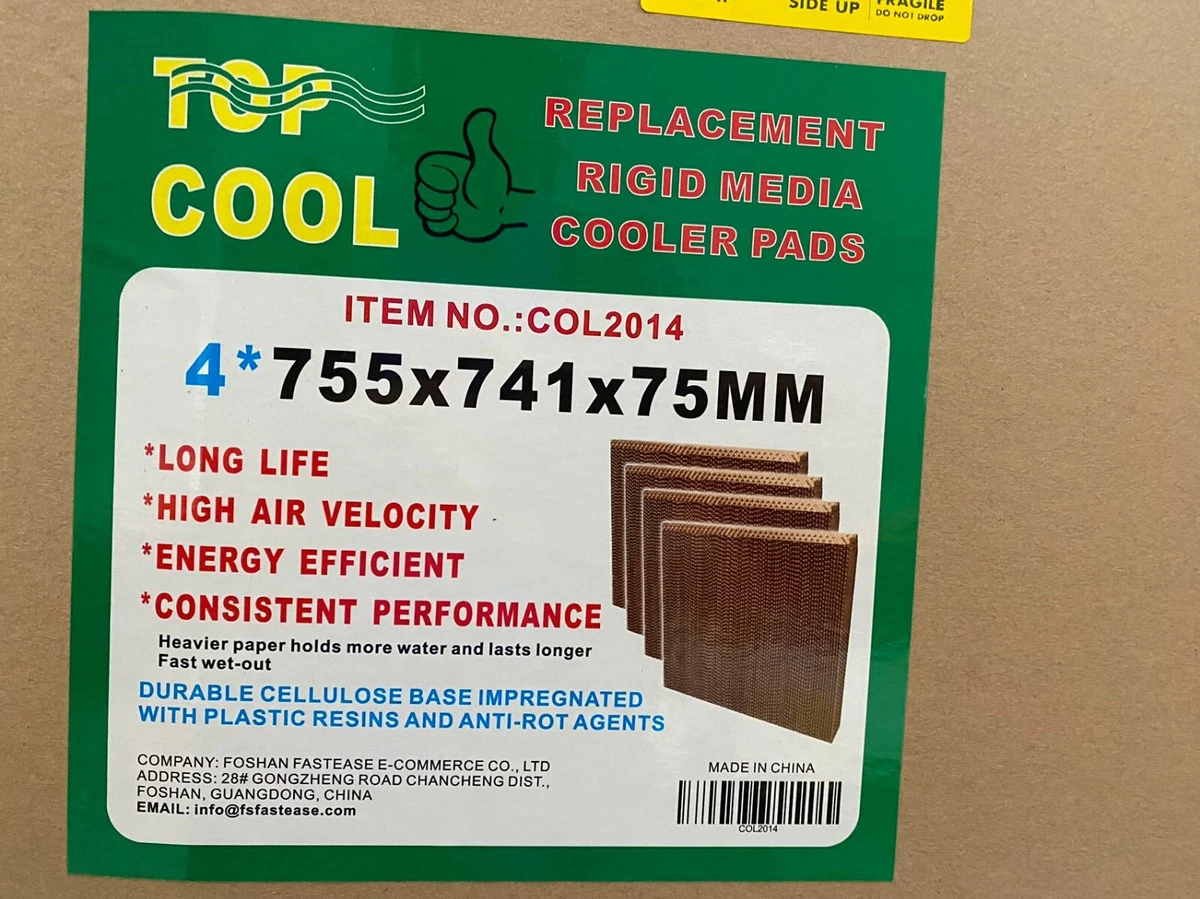 SIDE UP
FRAGILE
DO NOT DROP
TOP
COOL
REPLACEMENT
RIGID MEDIA
COOLER PADS
ITEM NO.:COL2014
4*755x741x75MM
*LONG LIFE
*HIGH AIR VELOCITY
*ENERGY EFFICIENT
*CONSISTENT PERFORMANCE
Heavier paper holds more water and lasts longer
Fast wet-out
DURABLE CELLULOSE BASE IMPREGNATED
WITH PLASTIC RESINS AND ANTI-ROT AGENTS
COMPANY: FOSHAN FASTEASE E-COMMERCE CO., LTD
ADDRESS: 28# GONGZHENG ROAD CHANCHENG DIST.,
FOSHAN, GUANGDONG, CHINA
EMAIL: info@fsfastease.com
MADE IN CHINA
COL2014